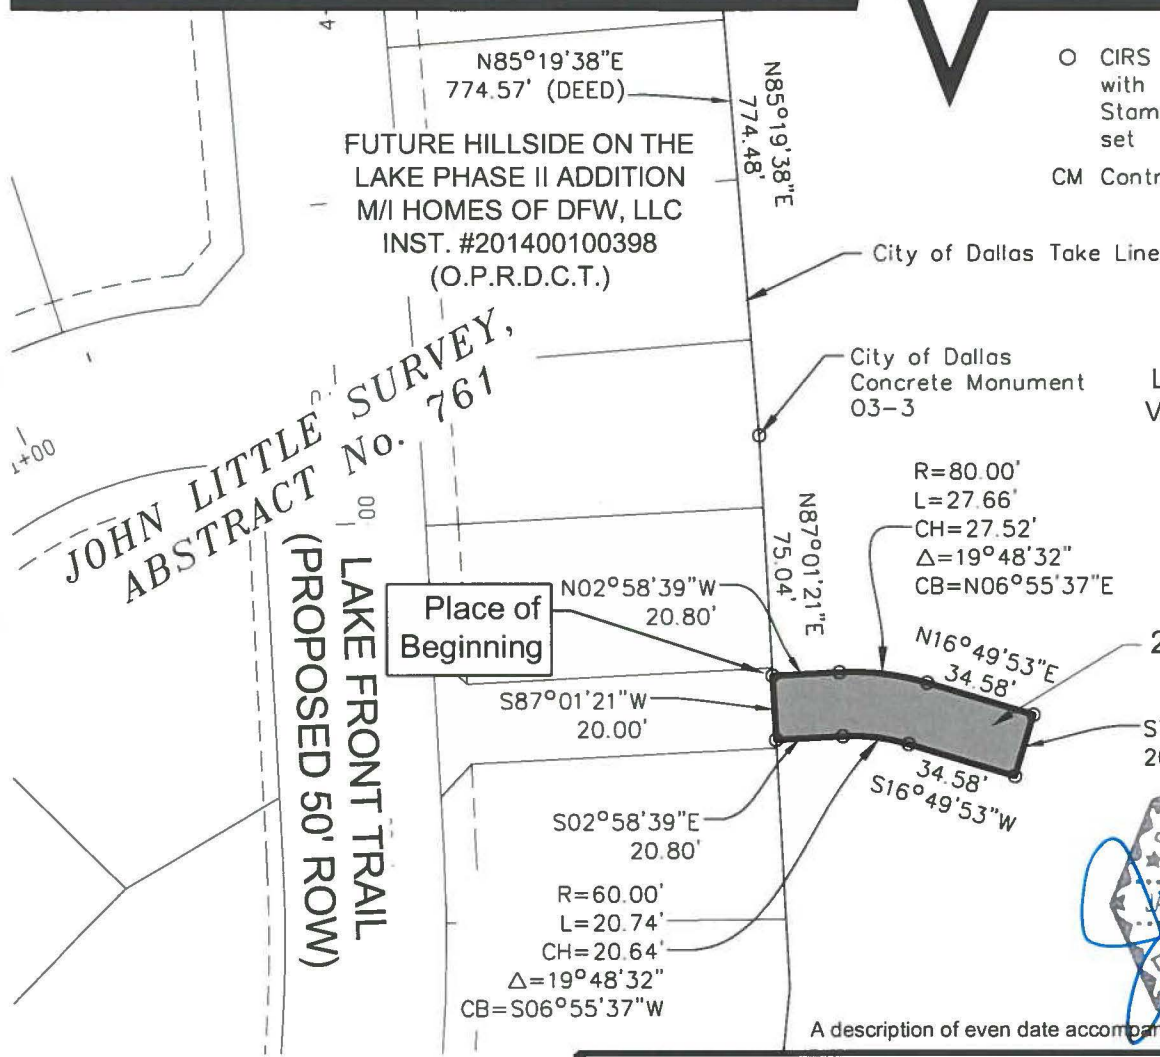 N85°19'38"E
774.57' (DEED)
N85°19'38"E
774.48'
O CIRS
with
Stam
set
CM Contr
FUTURE HILLSIDE ON THE
LAKE PHASE II ADDITION
M/I HOMES OF DFW, LLC
INST. #201400100398
(O.P.R.D.C.T.)
City of Dallas Take Line
JOHN LITTLE SURVEY,
ABSTRACT No. 761
City of Dallas
Concrete Monument
03-3
1+00
00
R=80.00'
L=27.66'
CH=27.52'
Δ=19°48'32"
CB=N06°55'37"E
N87°01'21"E
75.04'
N02°58'39"W
20.80'
Place of
Beginning
LAKE FRONT TRAIL
(PROPOSED 50' ROW)
N16°49'53"E
34.58'
S87°01'21"W
20.00'
34.58'
S16°49'53"W
S02°58'39"E
20.80'
R=60.00'
L=20.74'
CH=20.64'
Δ=19°48'32"
CB=S06°55'37"W
A description of even date accompan